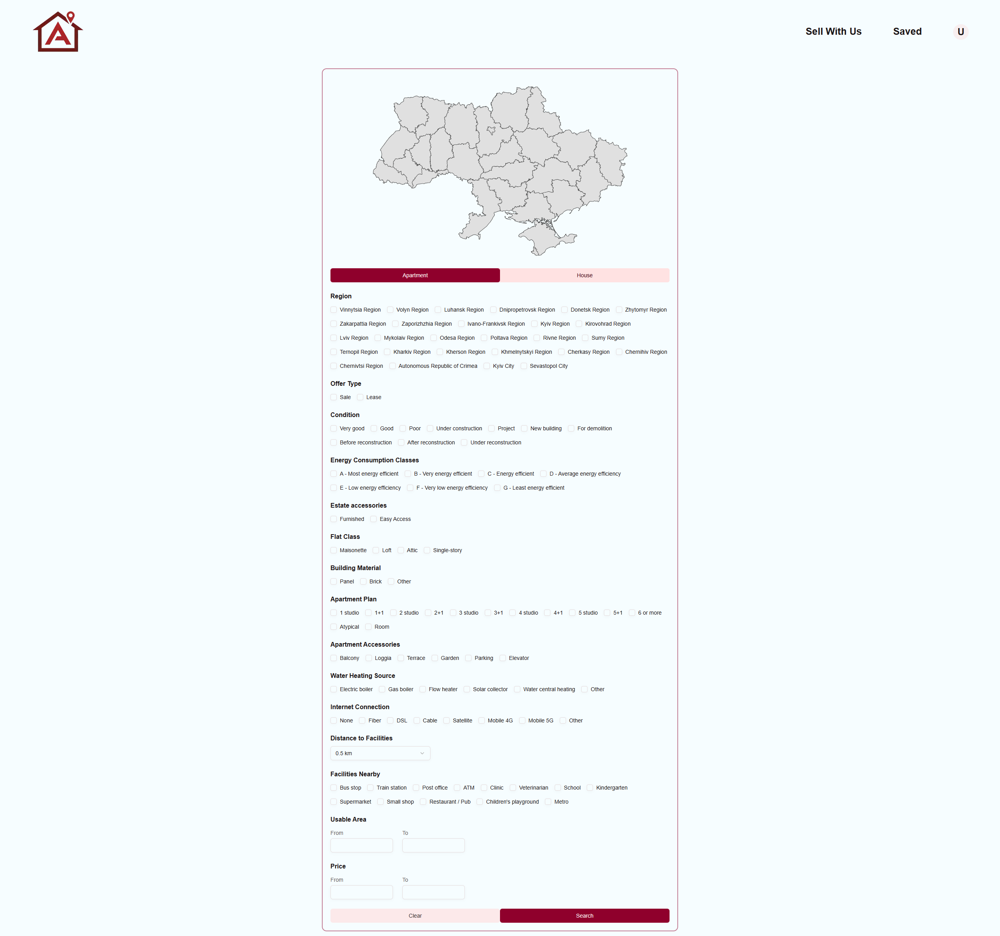 A
Sell With Us Saved U
Apartment House
Region
Vinnytsia Region Volyn Region Luhansk Region Dnipropetrovsk Region Donetsk Region Zhytomyr Region
Zakarpattia Region Zaporizhzhia Region Ivano-Frankivsk Region Kyiv Region Kirovohrad Region
Lviv Region Mykolaiv Region Odesa Region Poltava Region Rivne Region Sumy Region
Ternopil Region Kharkiv Region Kherson Region Khmelnytskyi Region Cherkasy Region Chernihiv Region
Chernivtsi Region Autonomous Republic of Crimea Kyiv City Sevastopol City
Offer Type
Sale Lease
Condition
Very good Good Poor Under construction Project New building For demolition
Before reconstruction After reconstruction Under reconstruction
Energy Consumption Classes
A - Most energy efficient B - Very energy efficient C - Energy efficient D - Average energy efficiency
E - Low energy efficiency F - Very low energy efficiency G - Least energy efficient
Estate accessories
Furnished Easy Access
Flat Class
Maisonette Loft Attic Single-story
Building Material
Panel Brick Other
Apartment Plan
1 studio 1+1 2 studio 2+1 3 studio 3+1 4 studio 4+1 5 studio 5+1 6 or more
Atypical Room
Apartment Accessories
Balcony Loggia Terrace Garden Parking Elevator
Water Heating Source
Electric boiler Gas boiler Flow heater Solar collector Water central heating Other
Internet Connection
None Fiber DSL Cable Satellite Mobile 4G Mobile 5G Other
Distance to Facilities
0.5 km
Facilities Nearby
Bus stop Train station Post office ATM Clinic Veterinarian School Kindergarten
Supermarket Small shop Restaurant / Pub Children's playground Metro
Usable Area
From To
Price
From To
Clear Search